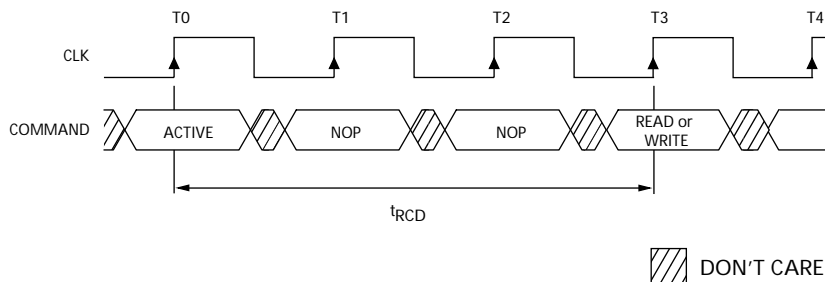 T0 T1 T2 T3 T4
CLK
COMMAND ACTIVE NOP NOP READ or
WRITE
tRCD
DON'T CARE